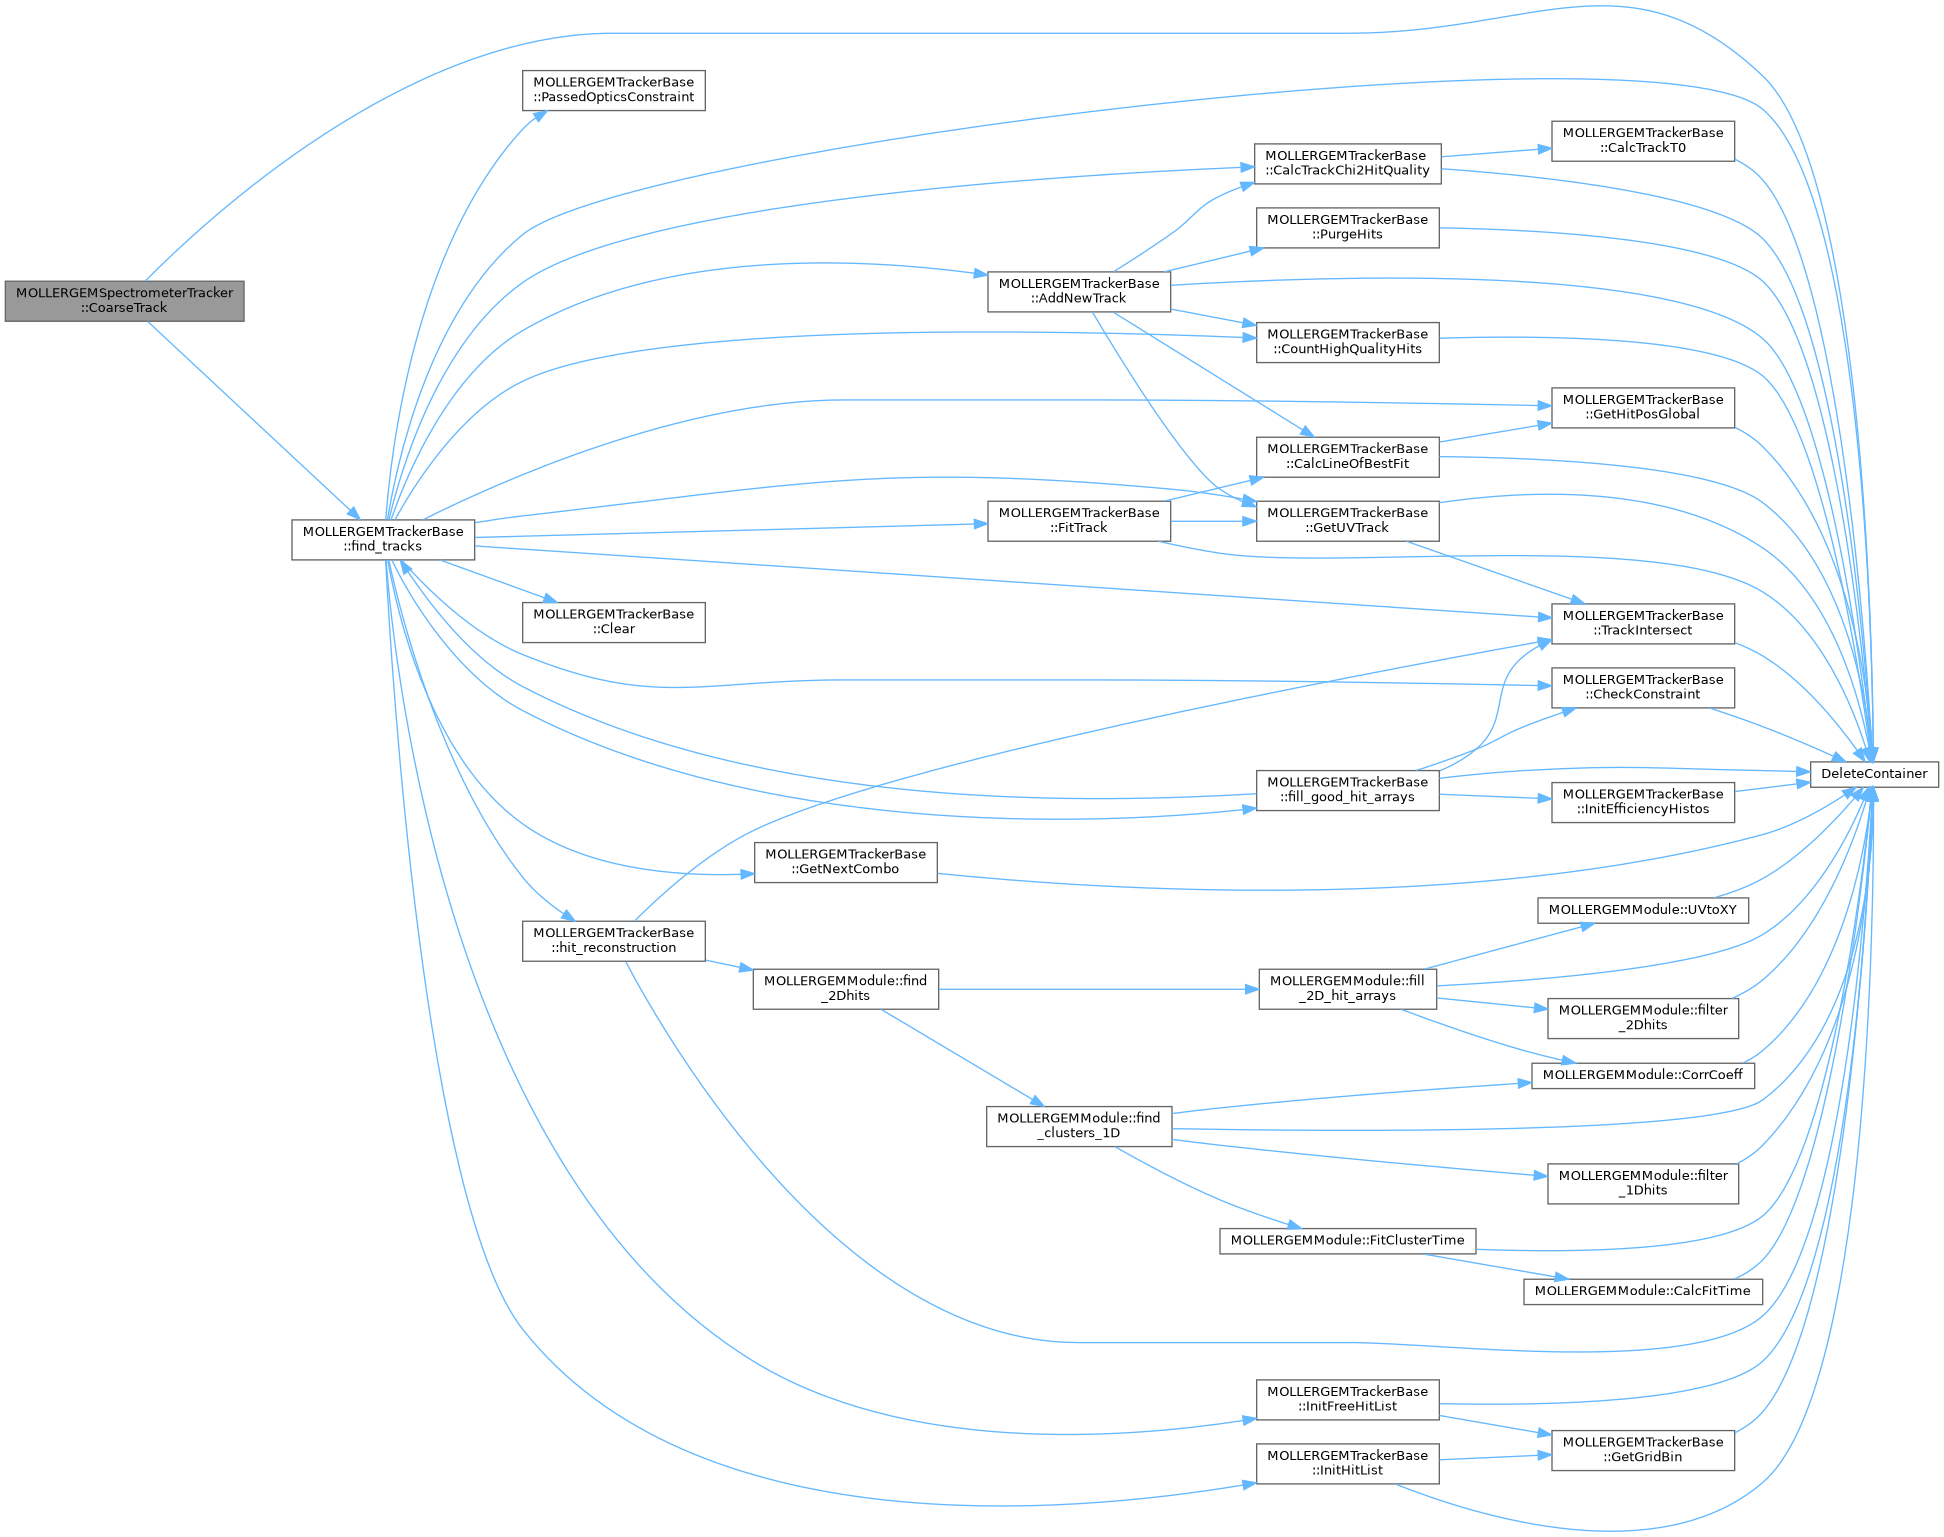 MOLLERGEMSpectrometerTracker
::CoarseTrack
MOLLERGEMTrackerBase
::find_tracks
MOLLERGEMTrackerBase
::PassedOpticsConstraint
MOLLERGEMTrackerBase
::Clear
MOLLERGEMTrackerBase
::hit_reconstruction
MOLLERGEMTrackerBase
::GetNextCombo
MOLLERGEMModule::find
_2Dhits
MOLLERGEMTrackerBase
::AddNewTrack
MOLLERGEMTrackerBase
::FitTrack
MOLLERGEMModule::find
_clusters_1D
MOLLERGEMTrackerBase
::CalcTrackChi2HitQuality
MOLLERGEMTrackerBase
::PurgeHits
MOLLERGEMTrackerBase
::CountHighQualityHits
MOLLERGEMTrackerBase
::CalcLineOfBestFit
MOLLERGEMTrackerBase
::GetUVTrack
MOLLERGEMTrackerBase
::fill_good_hit_arrays
MOLLERGEMModule::fill
_2D_hit_arrays
MOLLERGEMModule::FitClusterTime
MOLLERGEMTrackerBase
::InitFreeHitList
MOLLERGEMTrackerBase
::InitHitList
MOLLERGEMTrackerBase
::CalcTrackT0
MOLLERGEMTrackerBase
::GetHitPosGlobal
MOLLERGEMTrackerBase
::TrackIntersect
MOLLERGEMTrackerBase
::CheckConstraint
MOLLERGEMTrackerBase
::InitEfficiencyHistos
MOLLERGEMModule::UVtoXY
MOLLERGEMModule::filter
_2Dhits
MOLLERGEMModule::CorrCoeff
MOLLERGEMModule::filter
_1Dhits
MOLLERGEMModule::CalcFitTime
MOLLERGEMTrackerBase
::GetGridBin
DeleteContainer